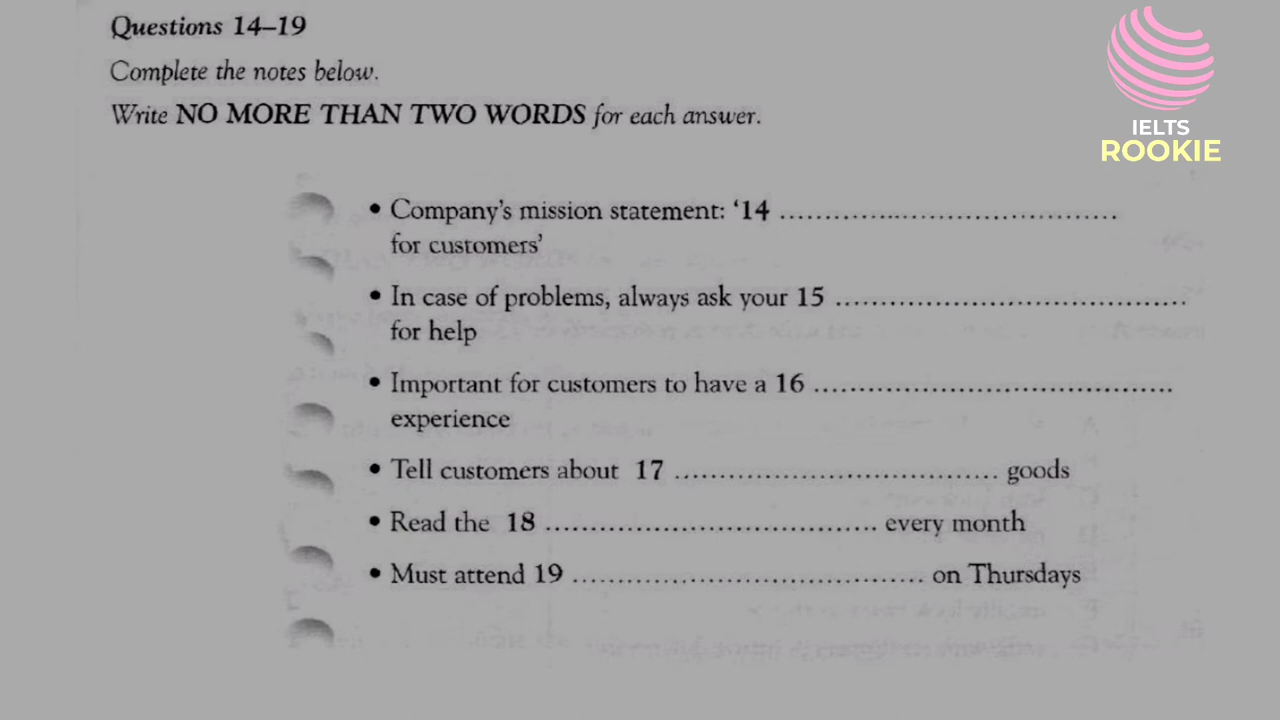 Questions 14–19
Complete the notes below.
Write NO MORE THAN TWO WORDS for each answer.
IELTS
ROOKIE
• Company's mission statement: ‘14 ......................................
for customers’
• In case of problems, always ask your 15 .......................................
for help
• Important for customers to have a 16 ........................................
experience
• Tell customers about 17 .................................... goods
• Read the 18 ..................................... every month
• Must attend 19 ....................................... on Thursdays